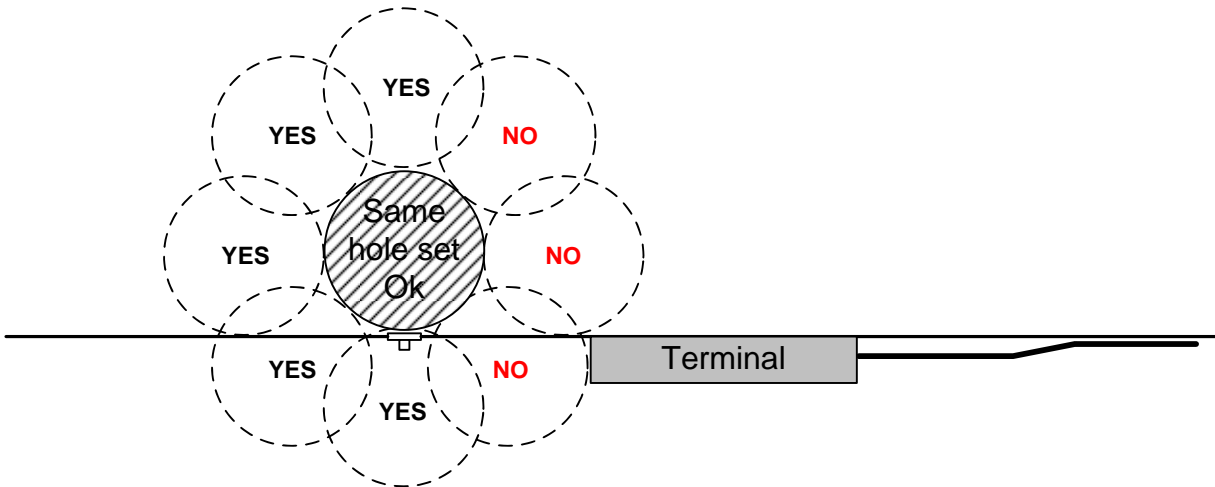 YES
YES
NO
Same
hole set
Ok
YES
NO
YES
NO
Terminal
YES